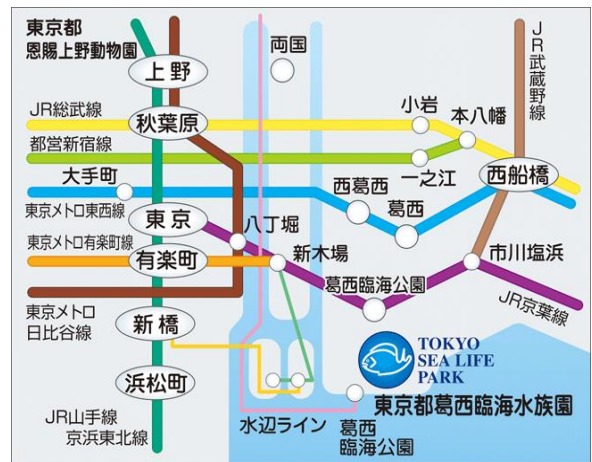 東京都
恩賜上野動物園
上野
両国
JR武蔵野線
小岩
本八幡
JR総武線
秋葉原
都営新宿線
一之江
西船橋
大手町
西葛西
葛西
東京メトロ東西線
東京
八丁堀
東京メトロ有楽町線
有楽町
新木場
市川塩浜
葛西臨海公園
JR京葉線
東京メトロ
日比谷線
新橋
TOKYO
SEA LIFE
PARK
浜松町
東京都葛西臨海水族園
JR山手線
京浜東北線
水辺ライン
葛西
臨海公園